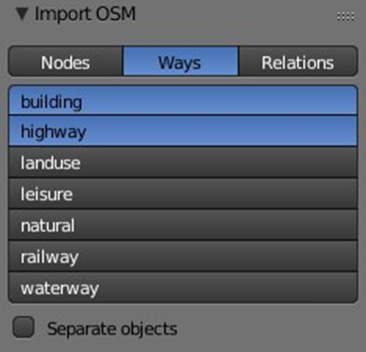 Import OSM
Nodes Ways Relations
building
highway
landuse
leisure
natural
railway
waterway
Separate objects